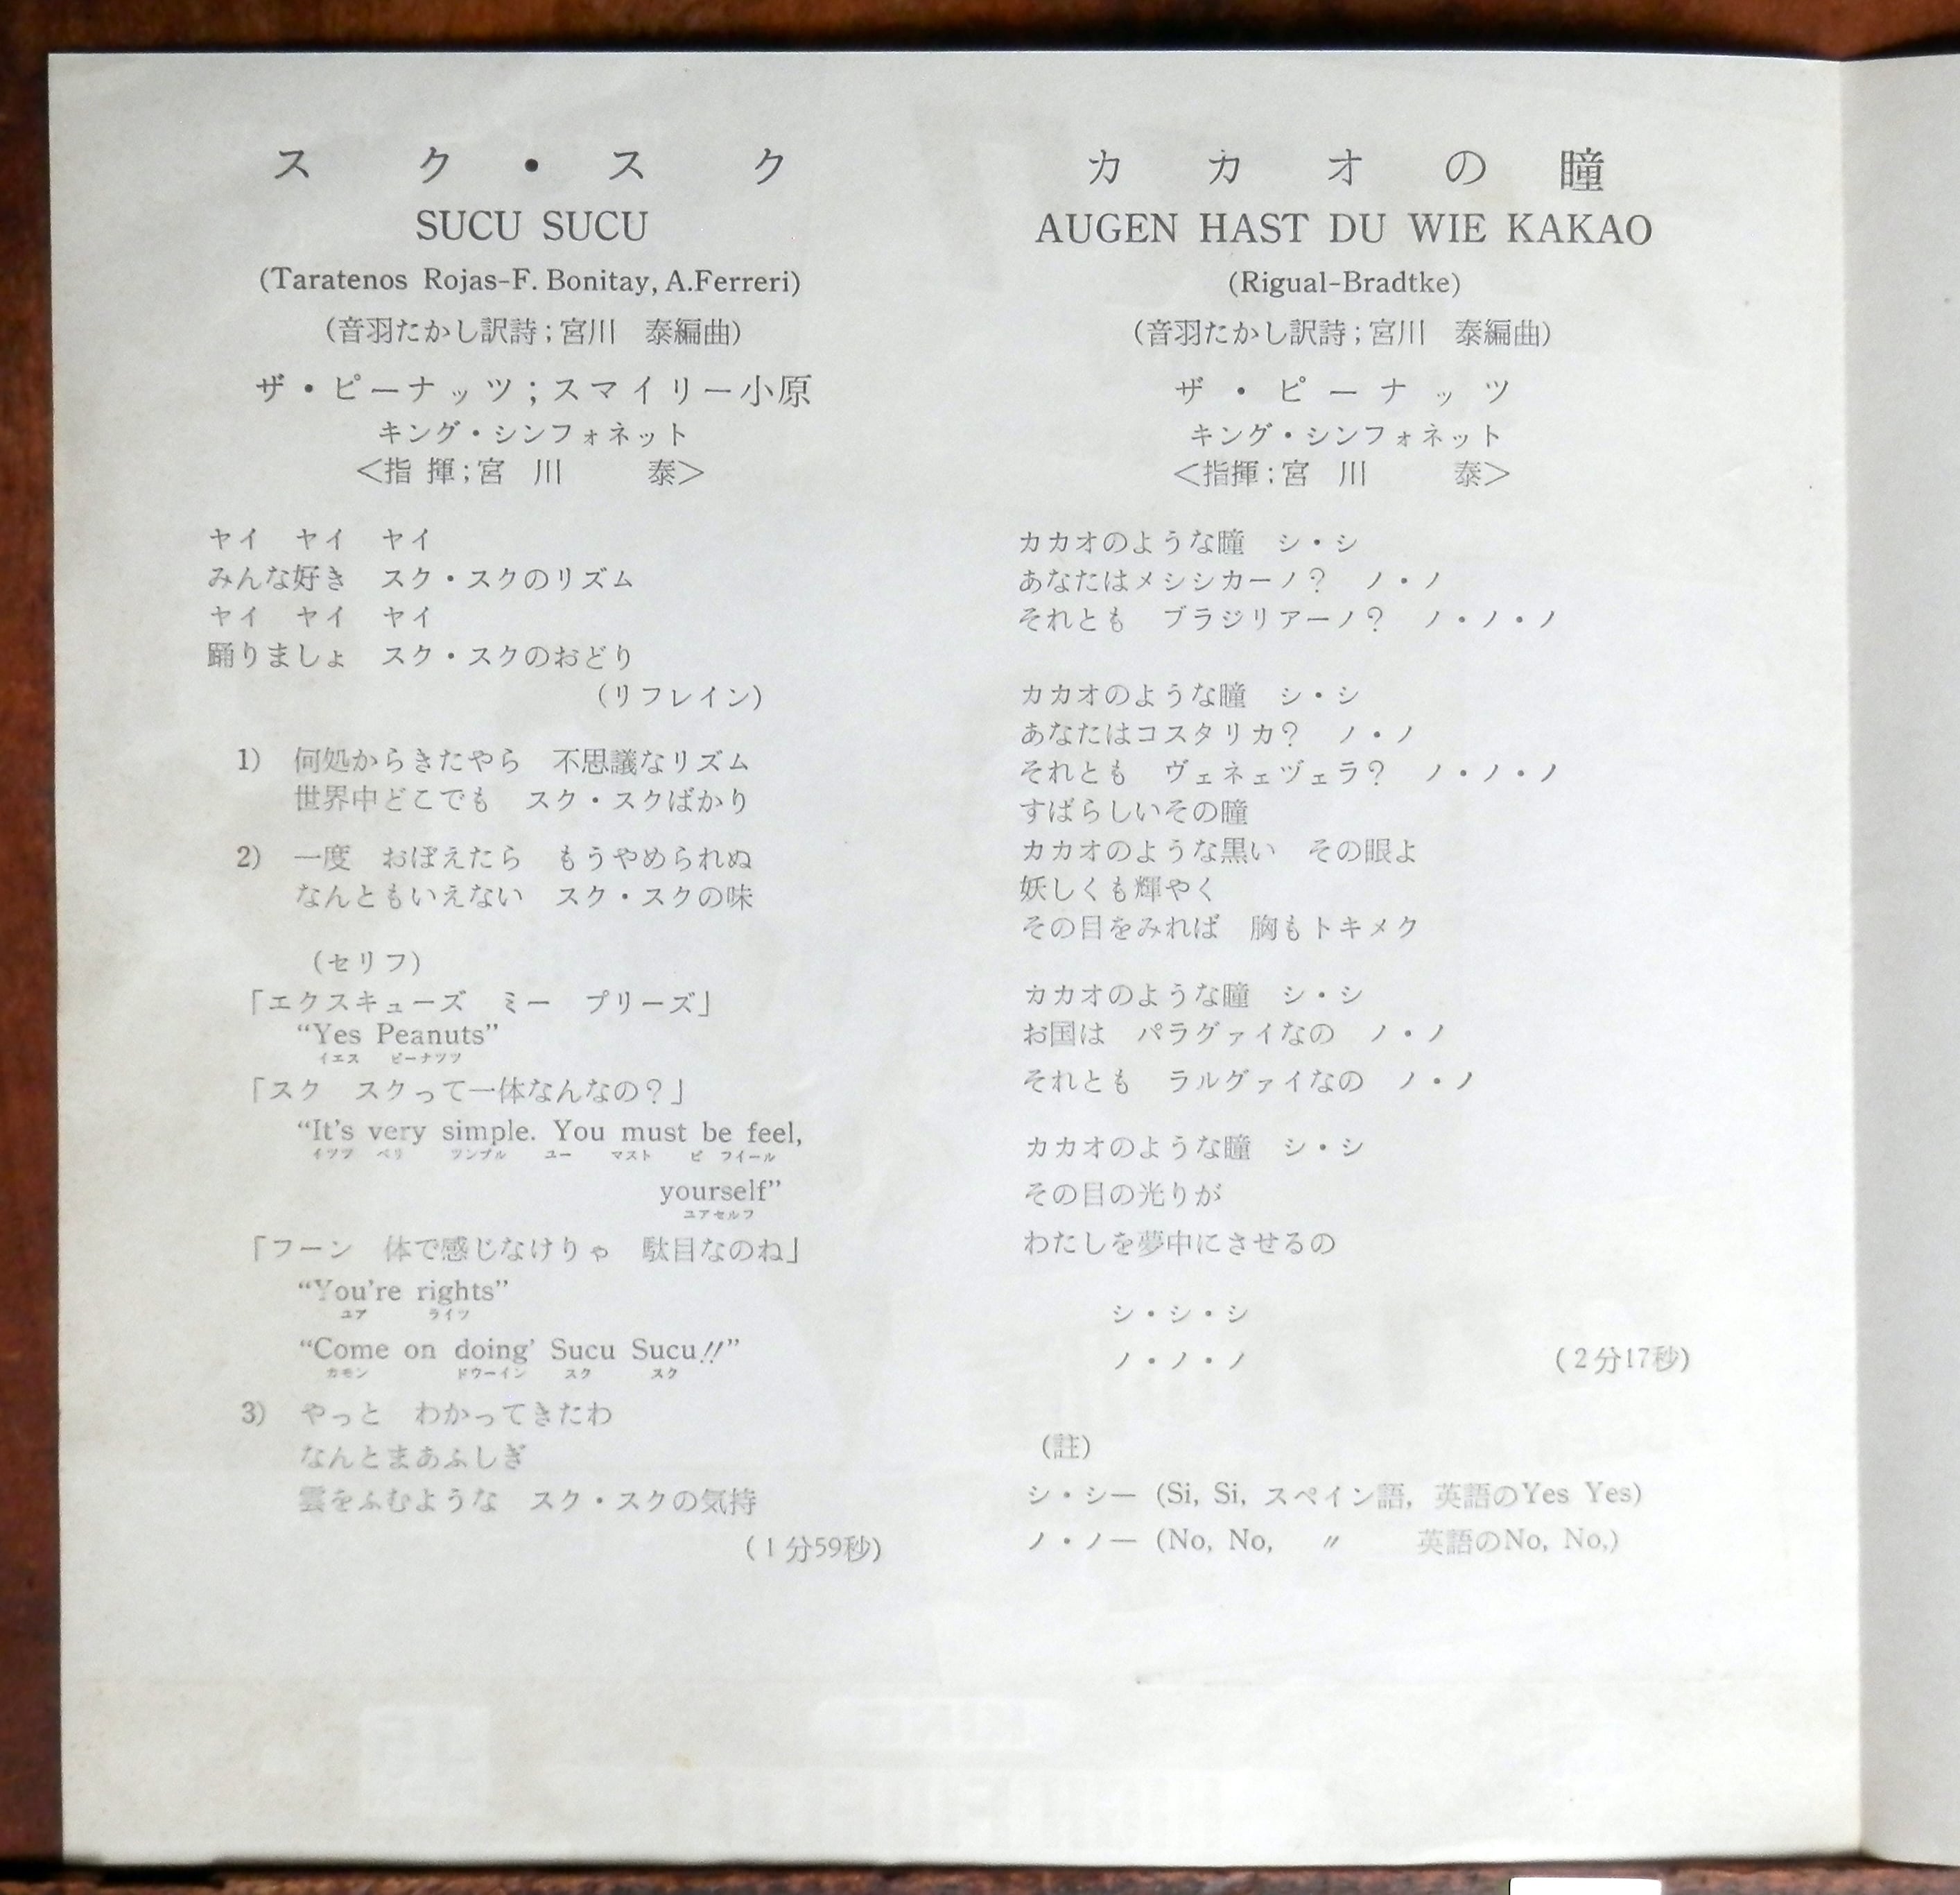 スク・スク
SUCU SUCU
(Taratenos Rojas-F. Bonitay, A.Ferreri)
(音羽たかし訳詩；宮川　泰編曲)
ザ・ピーナッツ；スマイリー小原
キング・シンフォネット
＜指揮；宮川　泰＞
ヤイ　ヤイ　ヤイ
みんな好き　スク・スクのリズム
ヤイ　ヤイ　ヤイ
踊りましょ　スク・スクのおどり
(リフレイン)
1)　何処からきたやら　不思議なリズム
世界中どこでも　スク・スクばかり
2)　一度　おぼえたら　もうやめられぬ
なんともいえない　スク・スクの味
(セリフ)
「エクスキューズ　ミー　プリーズ」
“Yes Peanuts”
イエス　ピーナツツ
「スク　スクって一体なんなの？」
“It's very simple. You must be feel,
イツツ　ベリ　ツンプル　ユー　マスト　ビ　フイール
yourself”
ユアセルフ
「フーン　体で感じなけりゃ　駄目なのね」
“You're rights”
ユア　ライツ
“Come on doing' Sucu Sucu!!”
カモン　ドウーイン　スク　スク
3)　やっと　わかってきたわ
なんとまあふしぎ
雲をふむような　スク・スクの気持
(1分59秒)
カカオの瞳
AUGEN HAST DU WIE KAKAO
(Rigual-Bradtke)
(音羽たかし訳詩；宮川　泰編曲)
ザ・ピーナッツ
キング・シンフォネット
＜指揮；宮川　泰＞
カカオのような瞳　シ・シ
あなたはメシシカーノ？　ノ・ノ
それとも　ブラジリアーノ？　ノ・ノ・ノ
カカオのような瞳　シ・シ
あなたはコスタリカ？　ノ・ノ
それとも　ヴェネェヅェラ？　ノ・ノ・ノ
すばらしいその瞳
カカオのような黒い　その眼よ
妖しくも輝やく
その目をみれば　胸もトキメク
カカオのような瞳　シ・シ
お国は　パラグァイなの　ノ・ノ
それとも　ラルグァイなの　ノ・ノ
カカオのような瞳　シ・シ
その目の光りが
わたしを夢中にさせるの
シ・シ・シ
ノ・ノ・ノ　(2分17秒)
(註)
シ・シー (Si, Si, スペイン語, 英語のYes Yes)
ノ・ノー (No, No, 〃 英語のNo, No,)